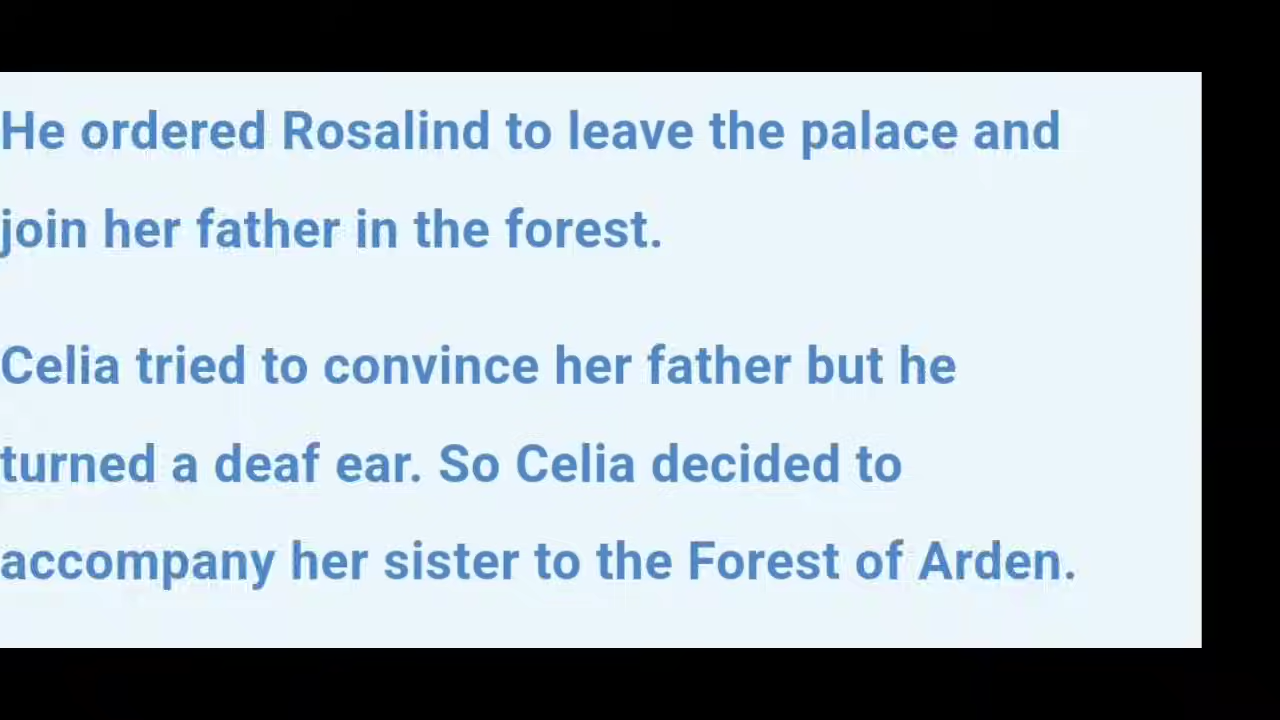 He ordered Rosalind to leave the palace and
join her father in the forest.
Celia tried to convince her father but he
turned a deaf ear. So Celia decided to
accompany her sister to the Forest of Arden.